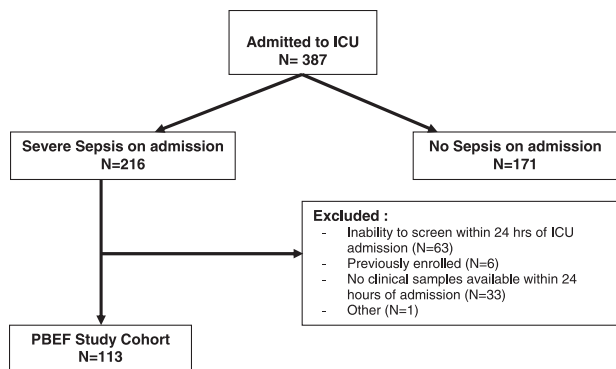 Admitted to ICU
N= 387
Severe Sepsis on admission
N=216
No Sepsis on admission
N=171
Excluded :
- Inability to screen within 24 hrs of ICU
admission (N=63)
- Previously enrolled (N=6)
- No clinical samples available within 24
hours of admission (N=33)
- Other (N=1)
PBEF Study Cohort
N=113